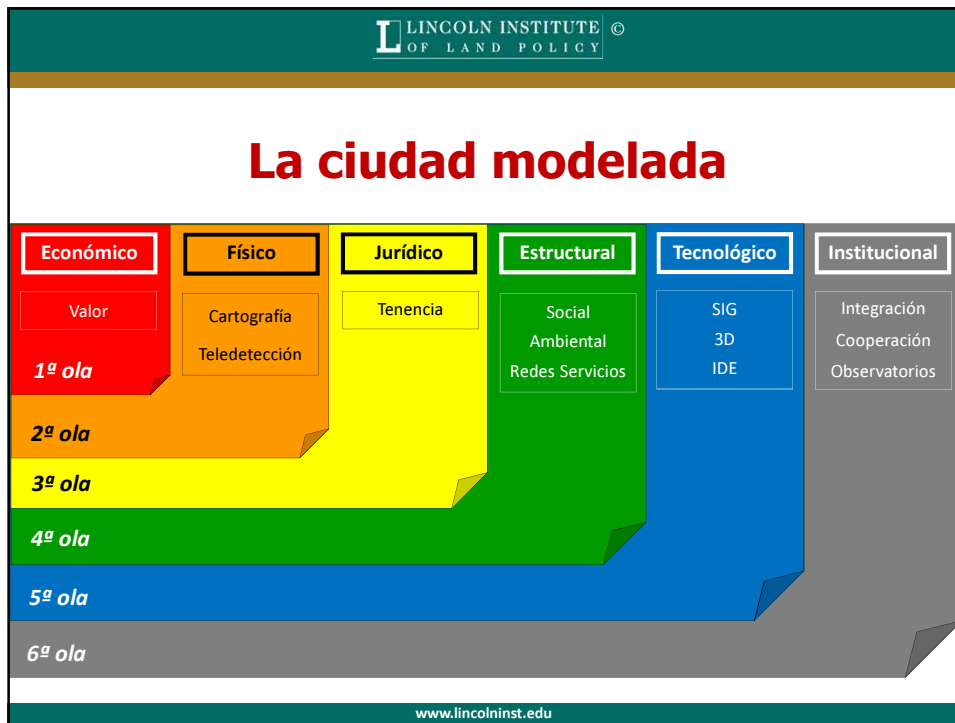 LINCOLN INSTITUTE ©
OF LAND POLICY
La ciudad modelada
Económico
Valor
1ª ola
Físico
Cartografía
Teledetección
2ª ola
Jurídico
Tenencia
3ª ola
Estructural
Social
Ambiental
Redes Servicios
4ª ola
Tecnológico
SIG
3D
IDE
5ª ola
Institucional
Integración
Cooperación
Observatorios
6ª ola
www.lincolninst.edu